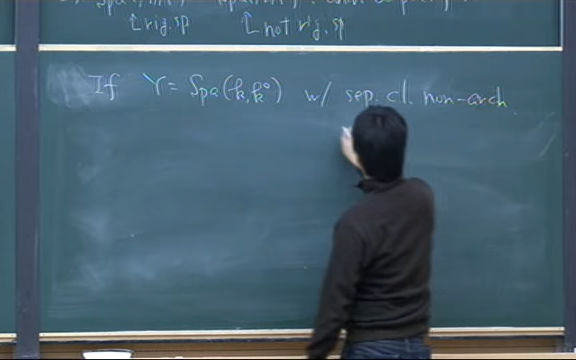 ↳ rig. sp ↳ not rig. sp
If Y = Spa(k, k°) w/ sep. cl. non-arch.